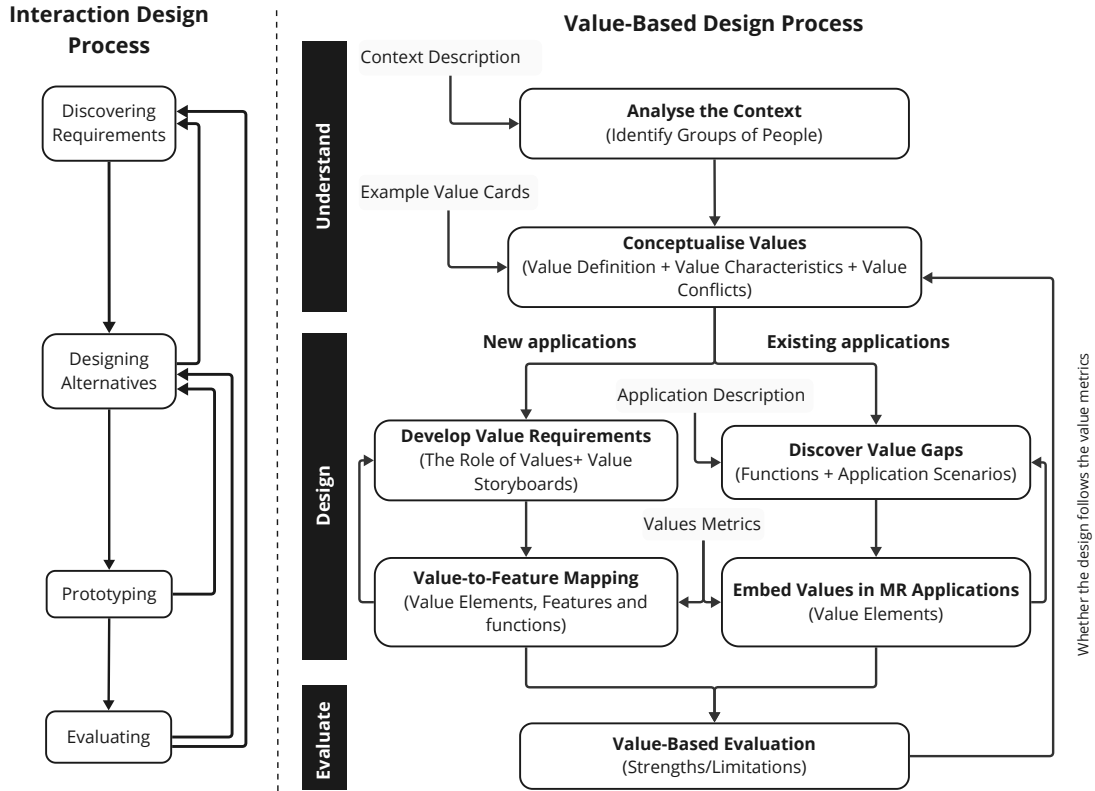 Interaction Design
Process
Discovering
Requirements
Designing
Alternatives
Prototyping
Evaluating
Value-Based Design Process
Understand
Context Description
Analyse the Context
(Identify Groups of People)
Example Value Cards
Conceptualise Values
(Value Definition + Value Characteristics + Value
Conflicts)
Design
New applications
Existing applications
Application Description
Develop Value Requirements
(The Role of Values+ Value
Storyboards)
Discover Value Gaps
(Functions + Application Scenarios)
Values Metrics
Value-to-Feature Mapping
(Value Elements, Features and
functions)
Embed Values in MR Applications
(Value Elements)
Evaluate
Value-Based Evaluation
(Strengths/Limitations)
Whether the design follows the value metrics